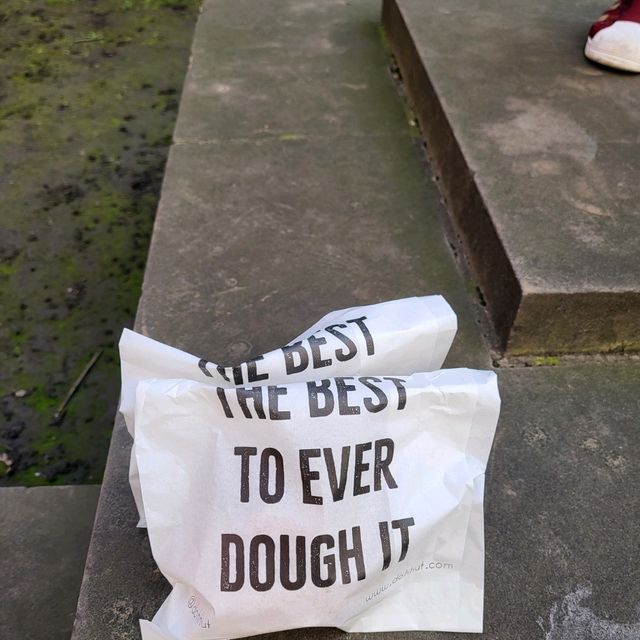 THE BEST
THE BEST
TO EVER
DOUGH IT